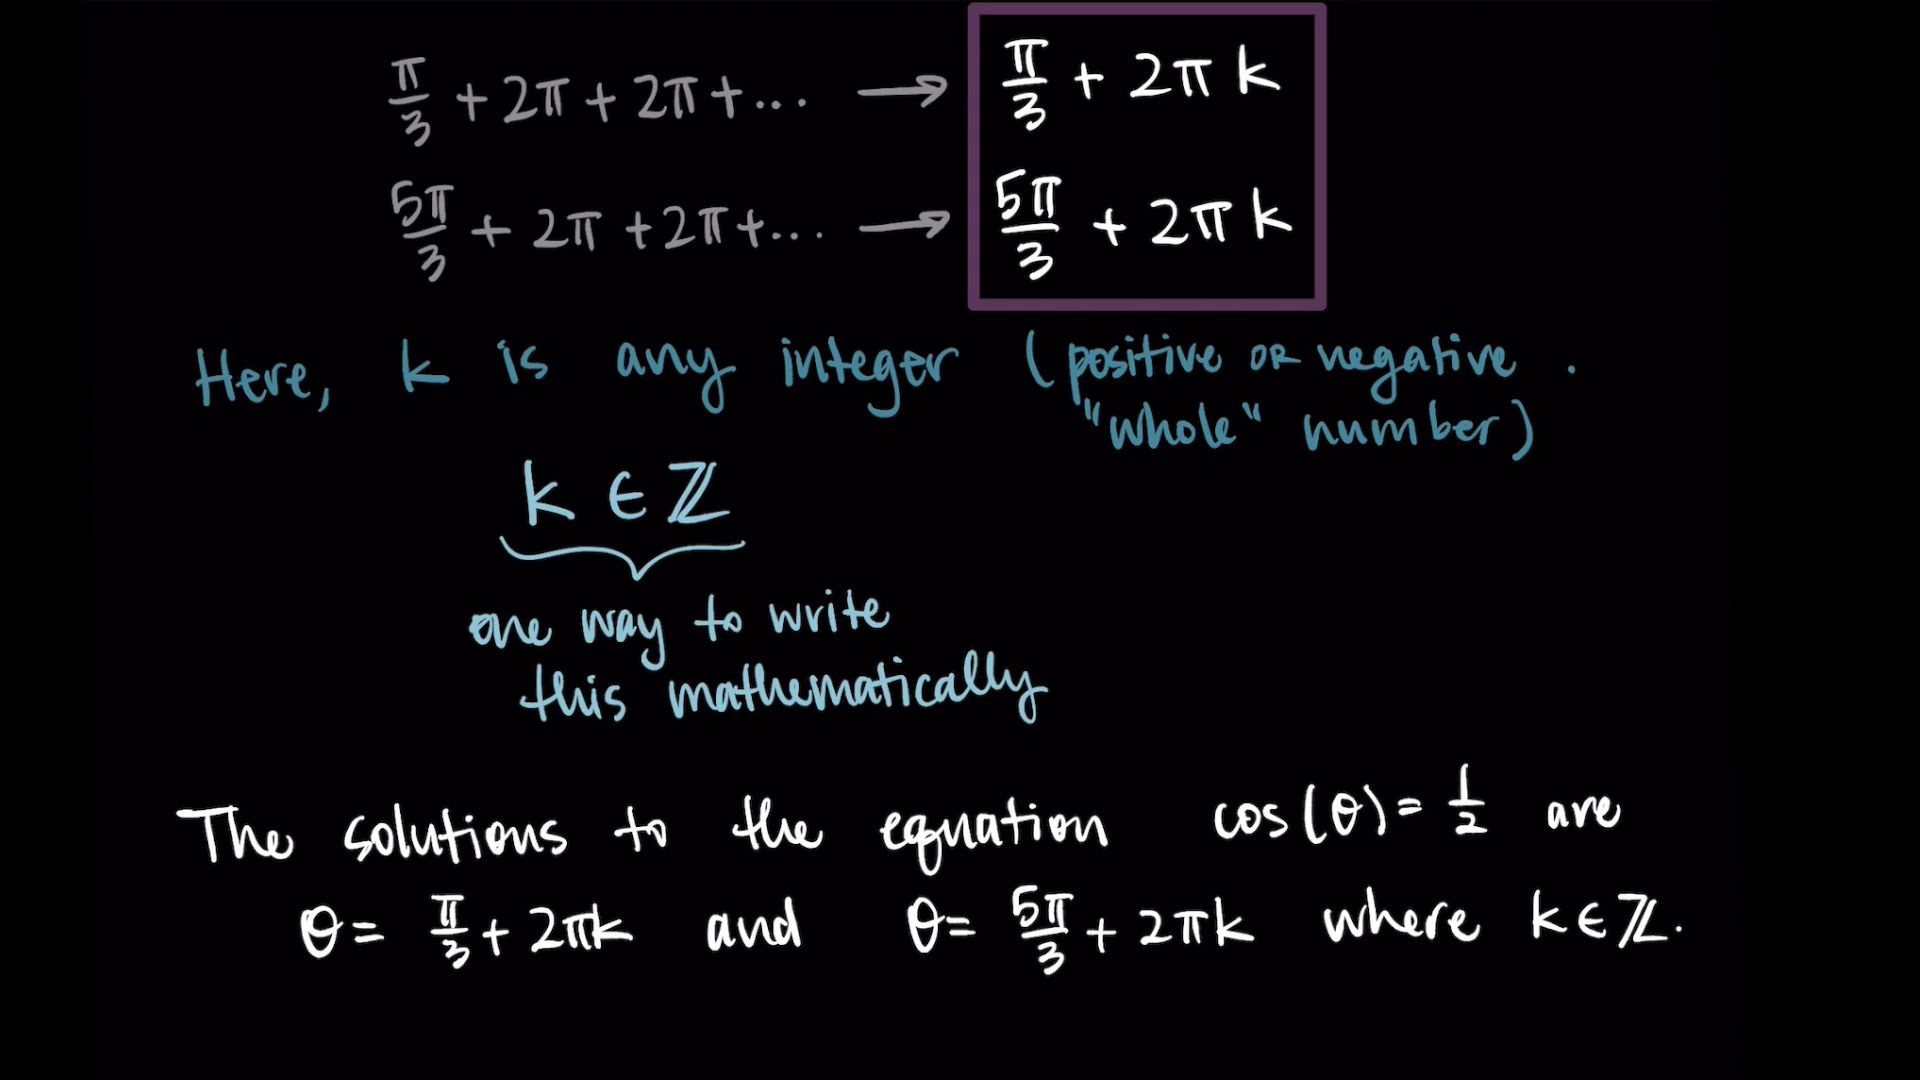 π/3 + 2π + 2π + ... → π/3 + 2π k
5π/3 + 2π + 2π + ... → 5π/3 + 2π k
Here, k is any integer (positive OR negative
"whole" number)
k ∈ ℤ
one way to write
this mathematically
The solutions to the equation cos(θ) = 1/2 are
θ = π/3 + 2πk and θ = 5π/3 + 2πk where k ∈ ℤ.